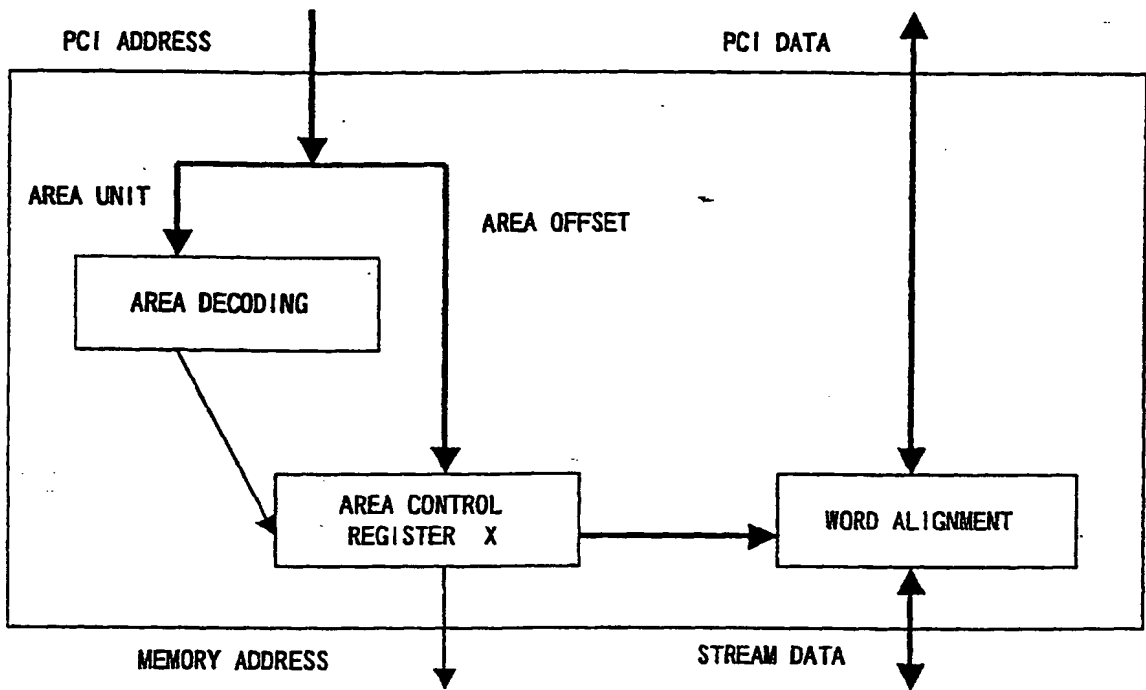 PCI ADDRESS
PCI DATA
AREA UNIT
AREA OFFSET
AREA DECODING
AREA CONTROL
REGISTER X
WORD ALIGNMENT
MEMORY ADDRESS
STREAM DATA